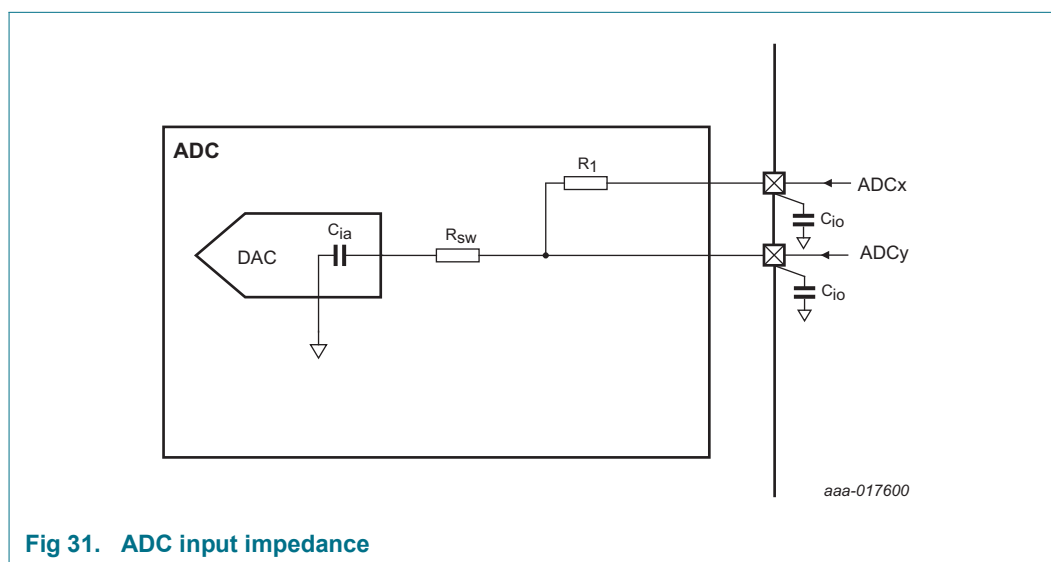 ADC
R1
ADCx
Cio
Cia
Rsw
DAC
ADCy
Cio
aaa-017600
Fig 31. ADC input impedance